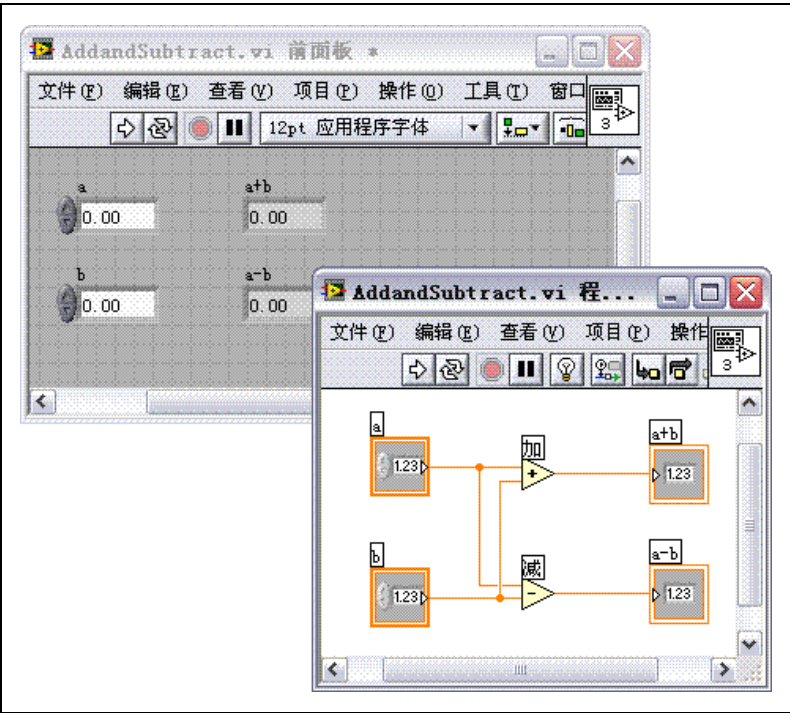 AddandSubtract.vi 前面板 *
文件(F) 编辑(E) 查看(V) 项目(P) 操作(O) 工具(T) 窗口
12pt 应用程序字体
3
a
0.00
a+b
0.00
b
0.00
a-b
0.00
AddandSubtract.vi 程...
文件(F) 编辑(E) 查看(V) 项目(P) 操作
3
a
1.23
加
+
a+b
1.23
b
1.23
减
-
a-b
1.23